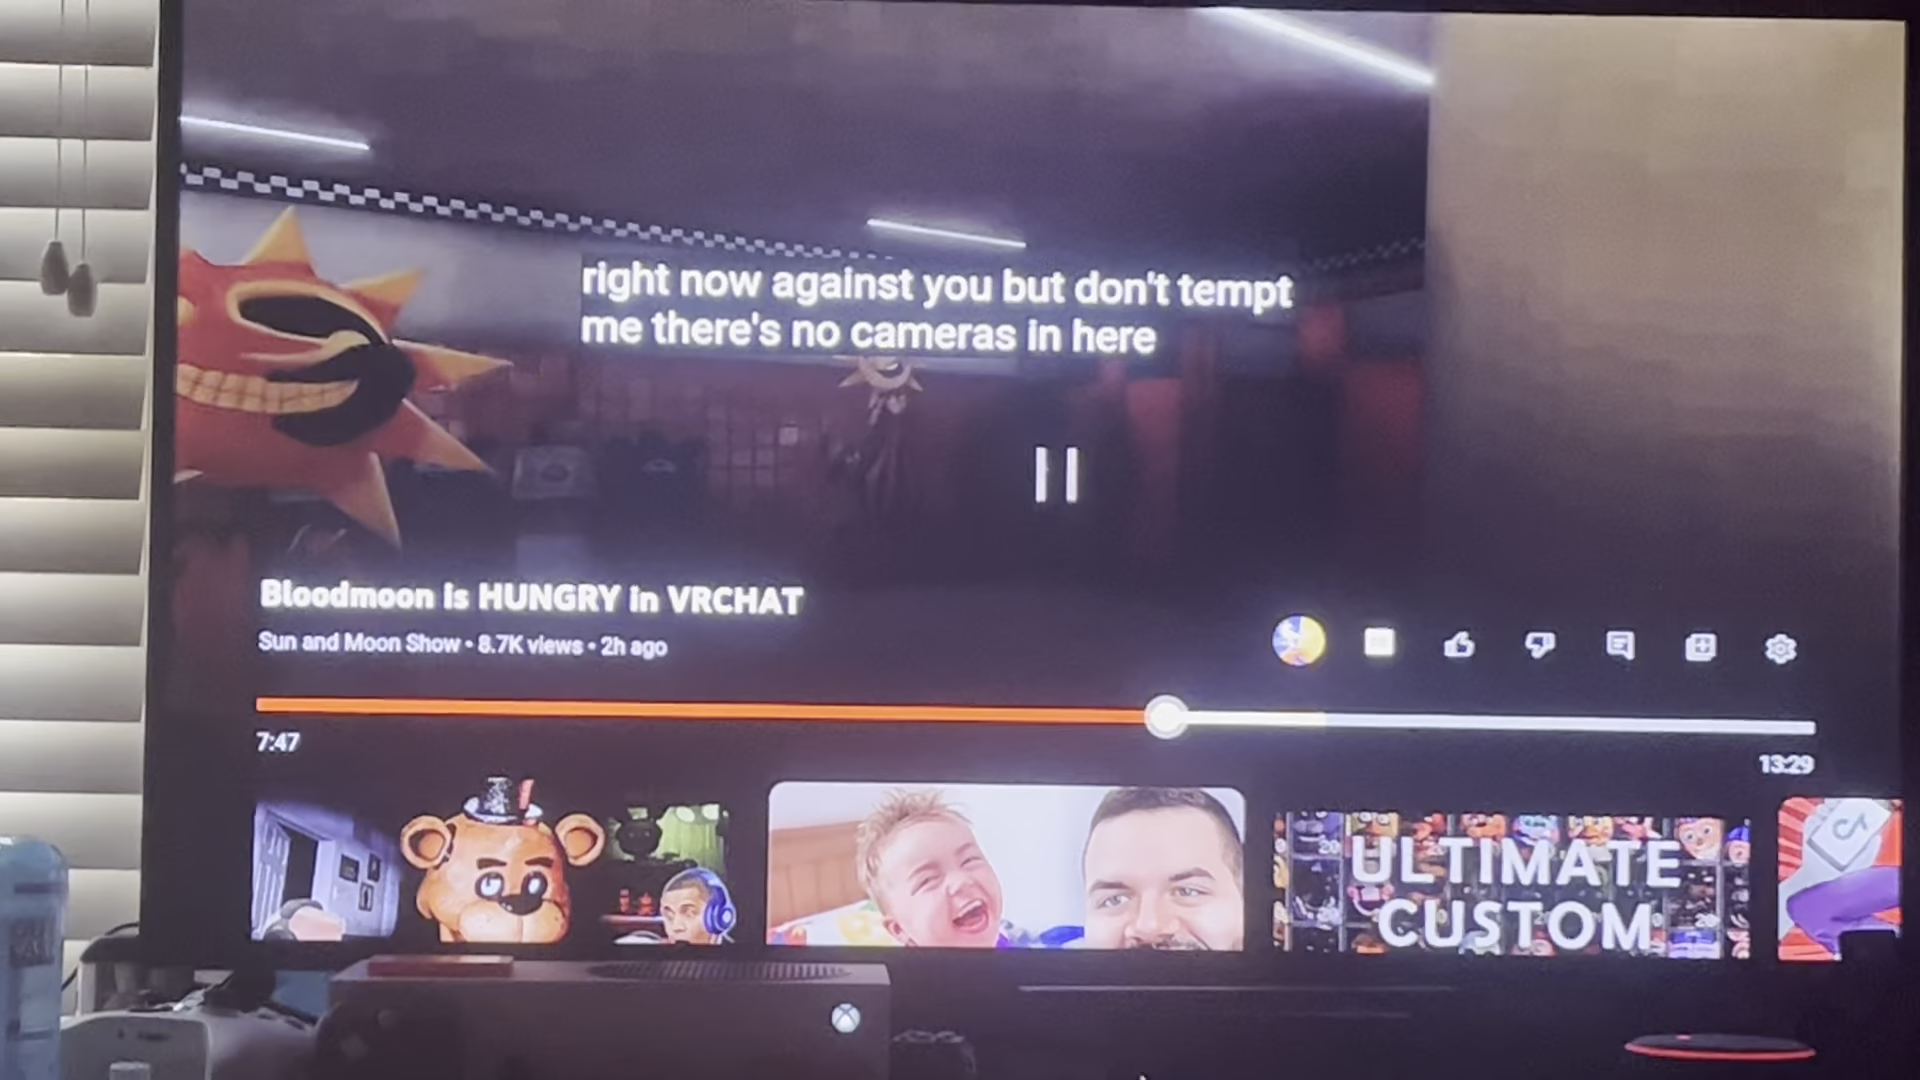 right now against you but don't tempt
me there's no cameras in here
Bloodmoon is HUNGRY in VRCHAT
Sun and Moon Show • 8.7K views • 2h ago
7:47
13:29
ULTIMATE
CUSTOM